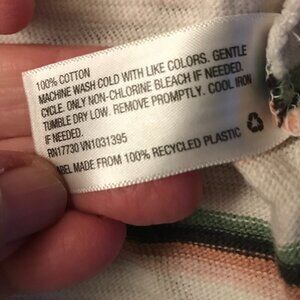 100% COTTON
MACHINE WASH COLD WITH LIKE COLORS. GENTLE
CYCLE. ONLY NON-CHLORINE BLEACH IF NEEDED.
TUMBLE DRY LOW. REMOVE PROMPTLY. COOL IRON
IF NEEDED.
RN17730 VN1031395
MADE FROM 100% RECYCLED PLASTIC